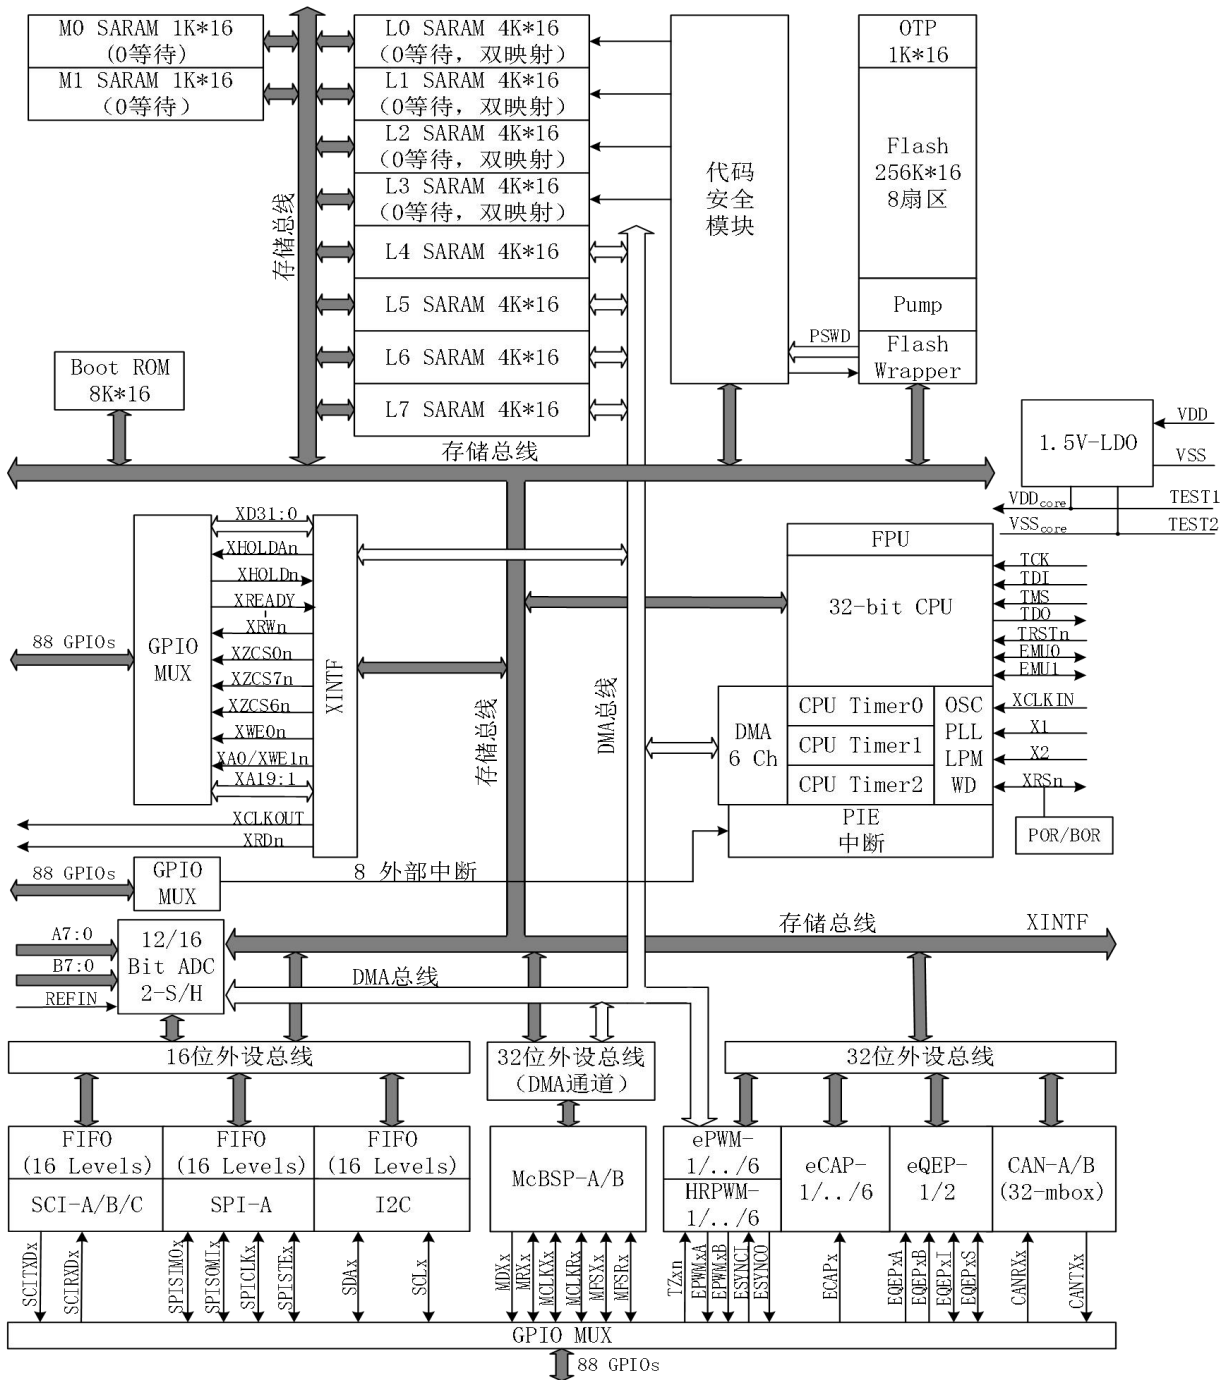 M0 SARAM 1K*16
(0等待)
M1 SARAM 1K*16
(0等待)
存储总线
L0 SARAM 4K*16
(0等待, 双映射)
L1 SARAM 4K*16
(0等待, 双映射)
L2 SARAM 4K*16
(0等待, 双映射)
L3 SARAM 4K*16
(0等待, 双映射)
L4 SARAM 4K*16
L5 SARAM 4K*16
L6 SARAM 4K*16
L7 SARAM 4K*16
代码
安全
模块
OTP
1K*16
Flash
256K*16
8扇区
Pump
Flash
Wrapper
PSWD
Boot ROM
8K*16
存储总线
1.5V-LDO
VDD
VSS
VDDcore
TEST1
VSScore
TEST2
88 GPIOs
GPIO
MUX
XD31:0
XHOLDAn
XHOLDn
XREADY
XRWn
XZCS0n
XZCS7n
XZCS6n
XWE0n
XA0/XWE1n
XA19:1
XCLKOUT
XRDn
XINTF
存储总线
DMA总线
FPU
32-bit CPU
TCK
TDI
TMS
TDO
TRSTn
EMU0
EMU1
DMA
6 Ch
CPU Timer0
CPU Timer1
CPU Timer2
OSC
PLL
LPM
WD
XCLKIN
X1
X2
XRSn
POR/BOR
PIE
中断
88 GPIOs
GPIO
MUX
8 外部中断
A7:0
B7:0
REFIN
12/16
Bit ADC
2-S/H
存储总线
XINTF
DMA总线
16位外设总线
32位外设总线
(DMA通道)
32位外设总线
FIFO
(16 Levels)
SCI-A/B/C
FIFO
(16 Levels)
SPI-A
FIFO
(16 Levels)
I2C
McBSP-A/B
ePWM-
1/../6
HRPWM-
1/../6
eCAP-
1/../6
eQEP-
1/2
CAN-A/B
(32-mbox)
SCITXDx
SCIRXDx
SPISIMOx
SPISOMIx
SPICLKx
SPISTEx
SDAx
SCLx
MDXx
MRXx
MCLKXx
MCLKRx
MFSXx
MFSRx
TZxn
EPWMxA
EPWMxB
ESYNCI
ESYNCO
ECAPx
EQEPxA
EQEPxB
EQEPxI
EQEPxS
CANRXx
CANTXx
GPIO MUX
88 GPIOs